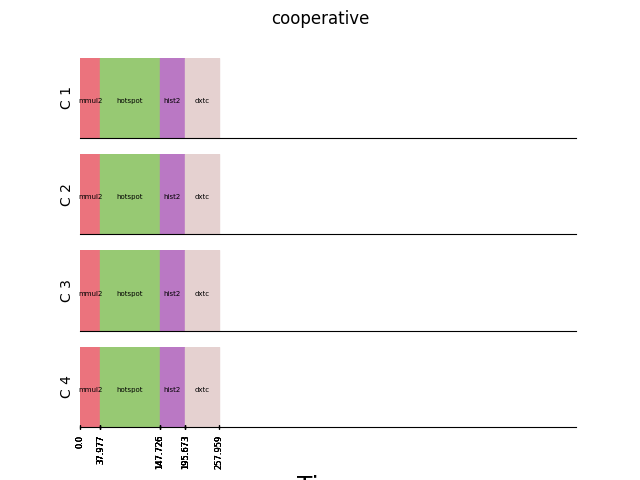 cooperative
C 1
mmul2 hotspot hist2 dxtc
C 2
mmul2 hotspot hist2 dxtc
C 3
mmul2 hotspot hist2 dxtc
C 4
mmul2 hotspot hist2 dxtc
0.0 37.977 147.726 195.673 257.959